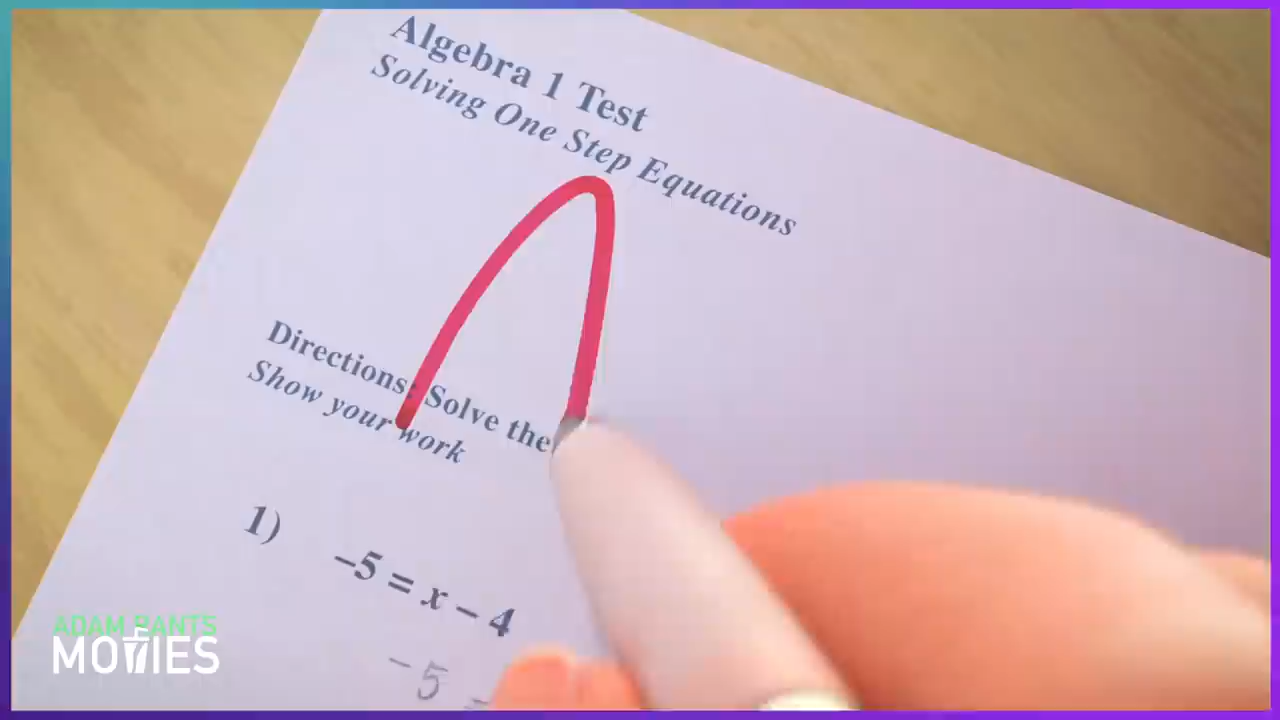 Algebra 1 Test
Solving One Step Equations
Directions: Solve the
Show your work
1) –5 = x – 4
-5 =
ADAM RANTS
MOVIES